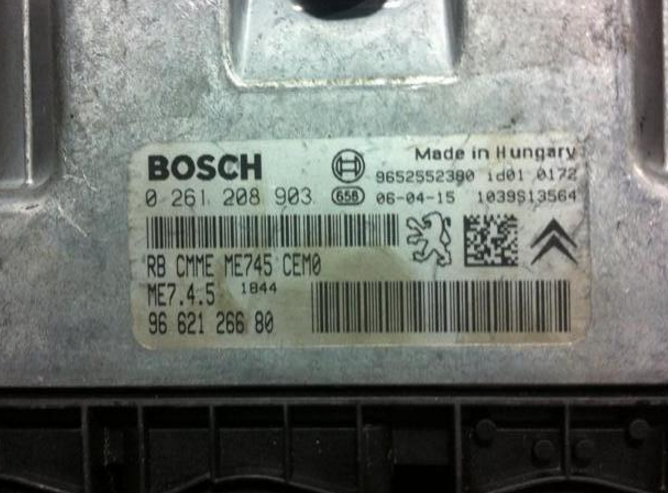 BOSCH
Made in Hungary
9652552380 id01 0172
0 261 208 903 658 06-04-15 1039S13564
RB CMME ME745 CEM0
ME7.4.5 1844
96 621 266 80